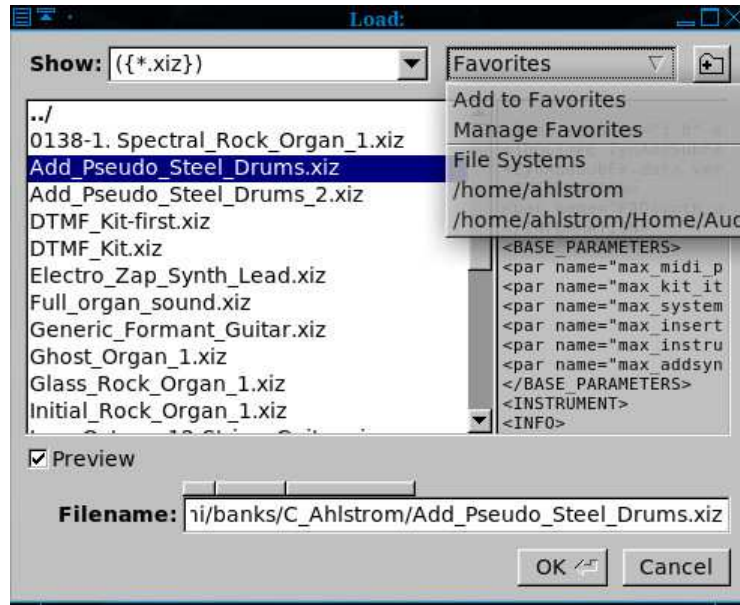 Load:
Show: ({*.xiz})
Favorites
Add to Favorites
Manage Favorites
File Systems
/home/ahlstrom
/home/ahlstrom/Home/Aud
../
0138-1. Spectral_Rock_Organ_1.xiz
Add_Pseudo_Steel_Drums.xiz
Add_Pseudo_Steel_Drums_2.xiz
DTMF_Kit-first.xiz
DTMF_Kit.xiz
Electro_Zap_Synth_Lead.xiz
Full_organ_sound.xiz
Generic_Formant_Guitar.xiz
Ghost_Organ_1.xiz
Glass_Rock_Organ_1.xiz
Initial_Rock_Organ_1.xiz
<BASE_PARAMETERS>
<par name="max_midi_p
<par name="max_kit_it
<par name="max_system
<par name="max_insert
<par name="max_instru
<par name="max_addsyn
</BASE_PARAMETERS>
<INSTRUMENT>
<INFO>
Preview
Filename: ni/banks/C_Ahlstrom/Add_Pseudo_Steel_Drums.xiz
OK
Cancel